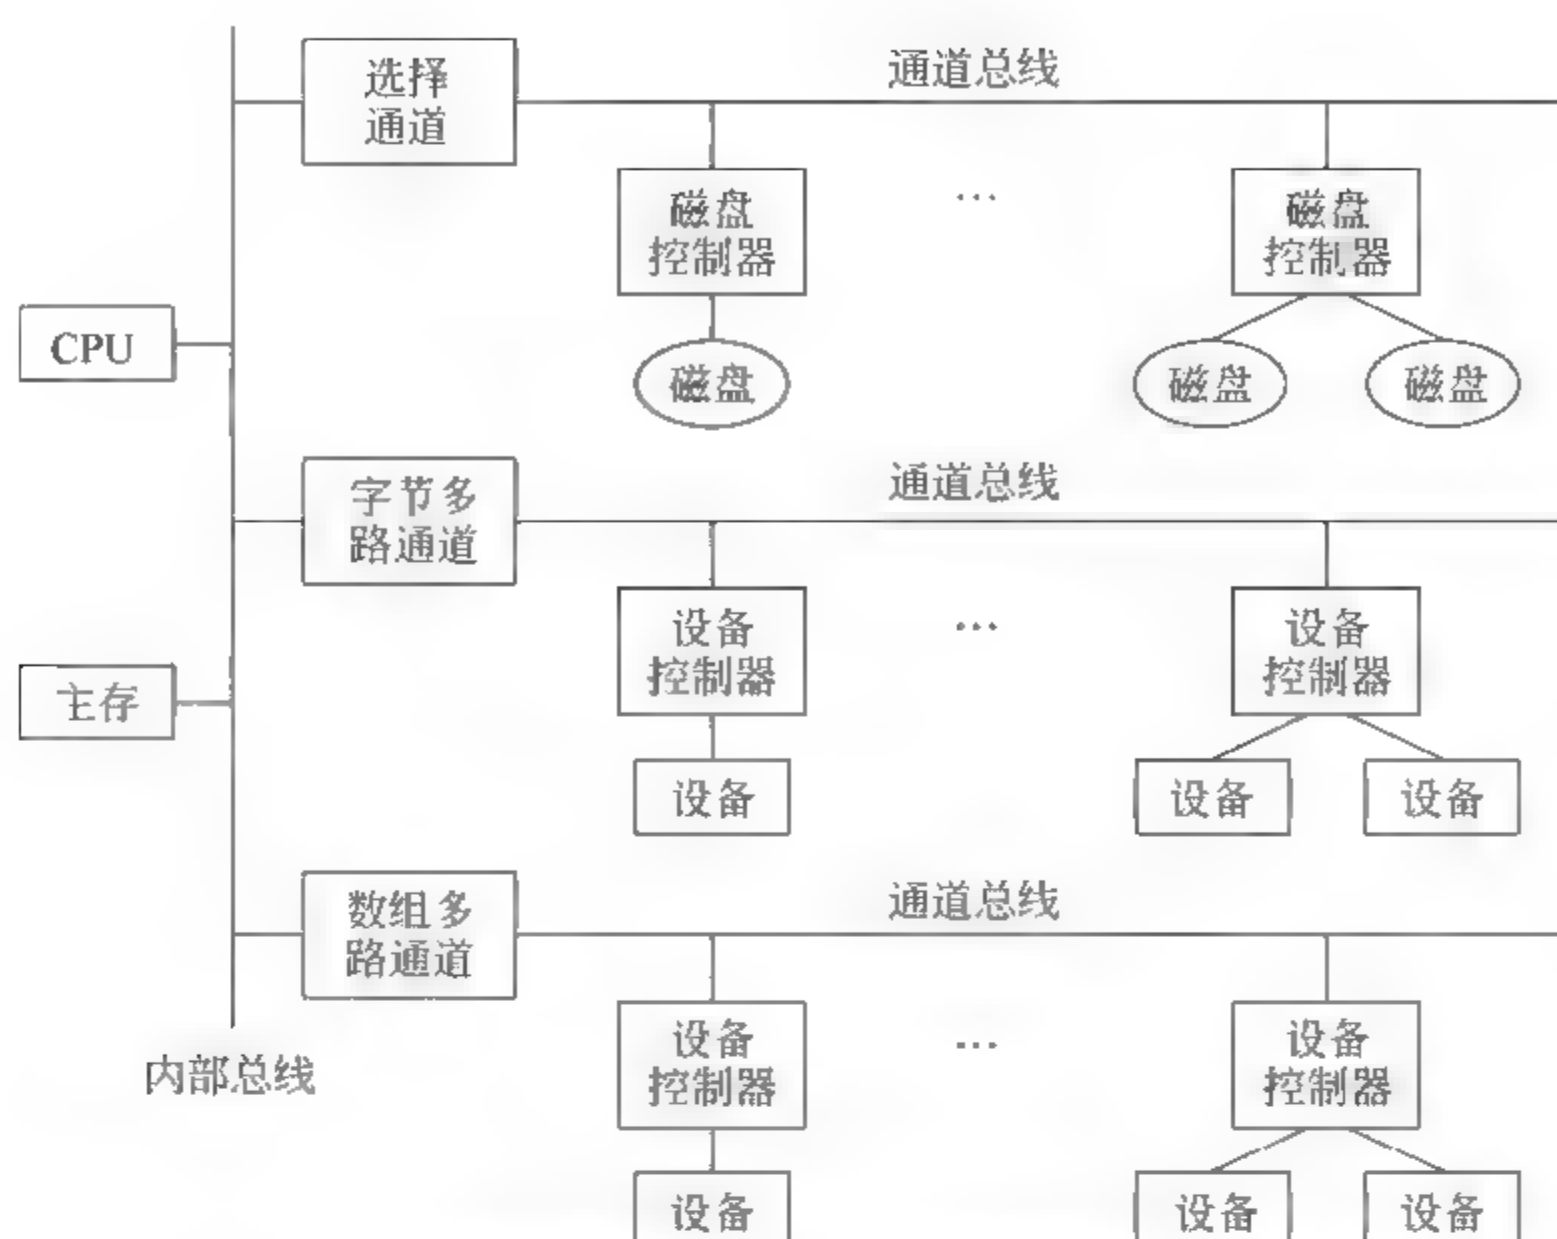 选择
通道
通道总线
磁盘
控制器
…
磁盘
控制器
CPU
磁盘
磁盘
磁盘
字节多
路通道
通道总线
设备
控制器
…
设备
控制器
主存
设备
设备
设备
数组多
路通道
通道总线
内部总线
设备
控制器
…
设备
控制器
设备
设备
设备